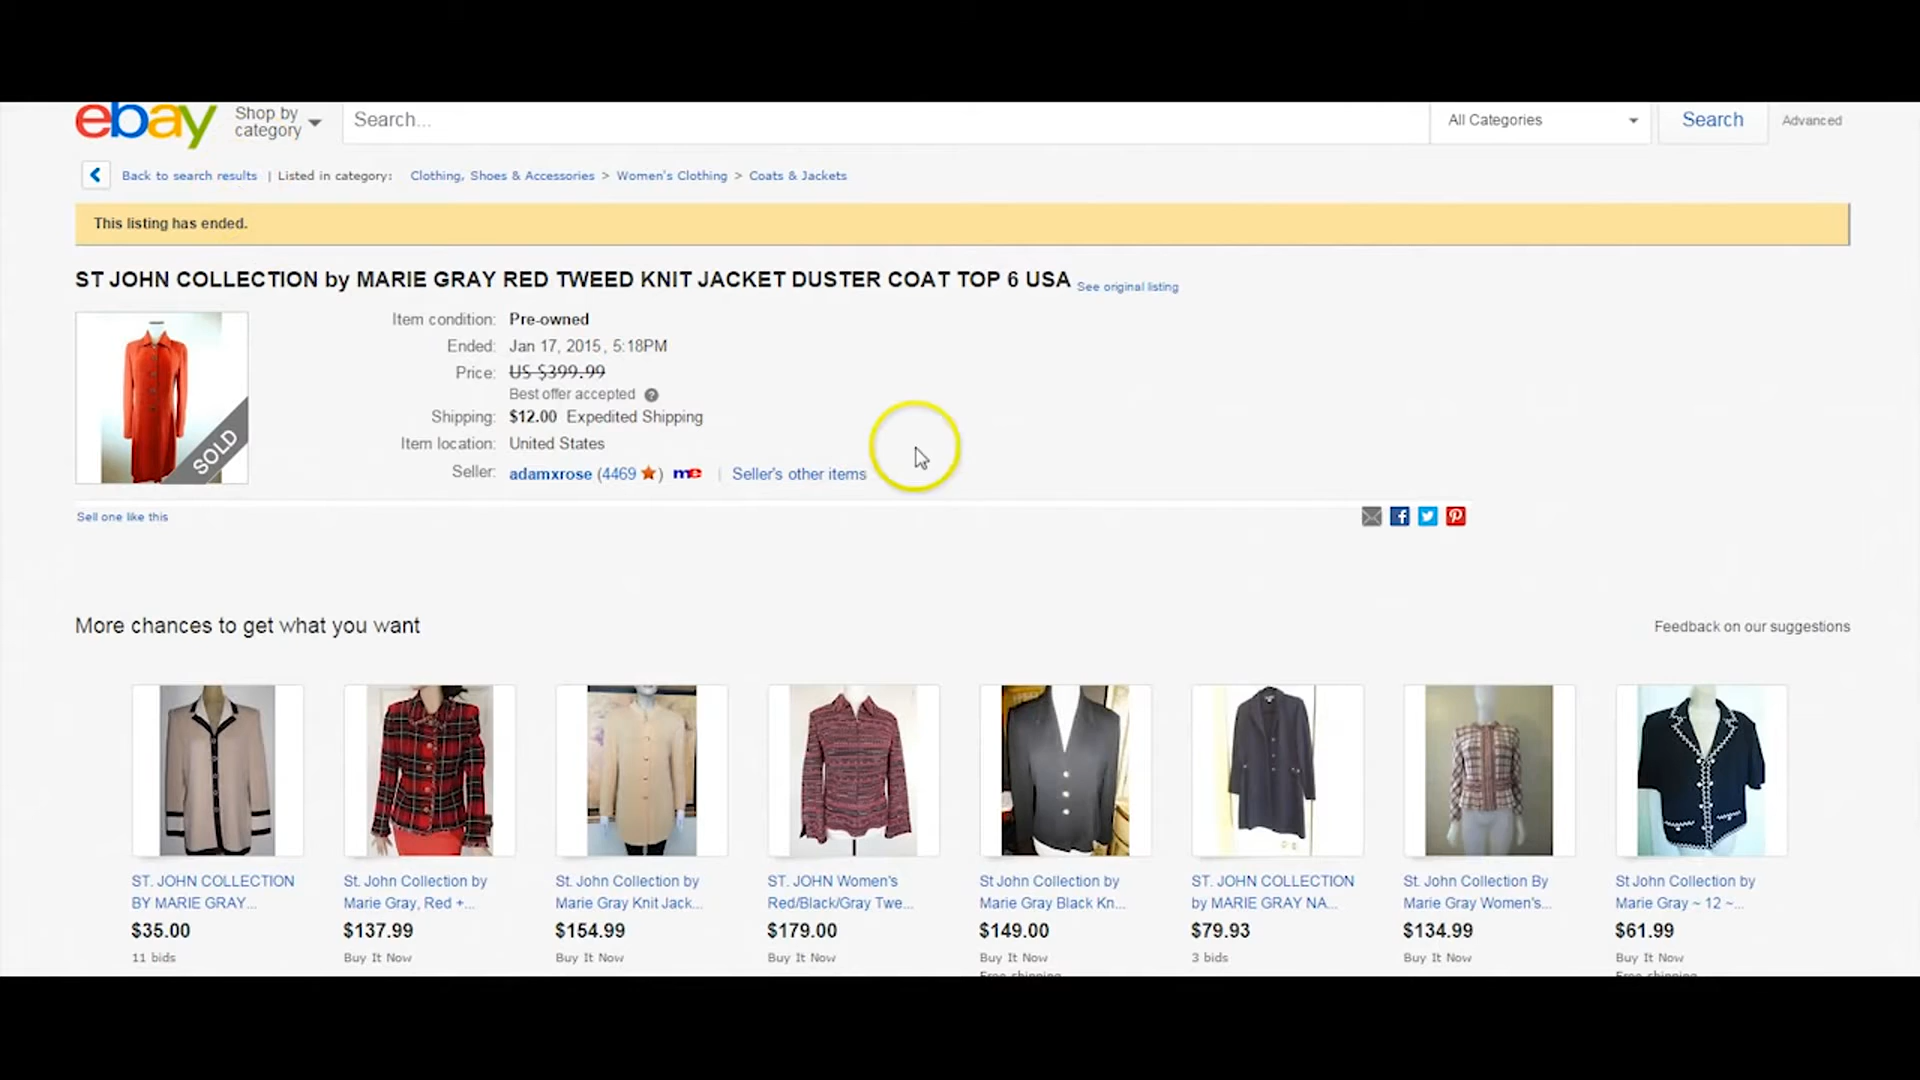 ebay
Shop by
category
Search...
All Categories
Search
Advanced
Back to search results | Listed in category: Clothing, Shoes & Accessories > Women's Clothing > Coats & Jackets
This listing has ended.
ST JOHN COLLECTION by MARIE GRAY RED TWEED KNIT JACKET DUSTER COAT TOP 6 USA See original listing
SOLD
Item condition: Pre-owned
Ended: Jan 17, 2015, 5:18PM
Price: US $399.99
Best offer accepted ?
Shipping: $12.00 Expedited Shipping
Item location: United States
Seller: adamxrose (4469 ) me | Seller's other items
Sell one like this
More chances to get what you want
Feedback on our suggestions
ST. JOHN COLLECTION
BY MARIE GRAY...
$35.00
11 bids
St. John Collection by
Marie Gray, Red +...
$137.99
Buy It Now
St. John Collection by
Marie Gray Knit Jack...
$154.99
Buy It Now
ST. JOHN Women's
Red/Black/Gray Twe...
$179.00
Buy It Now
St John Collection by
Marie Gray Black Kn...
$149.00
Buy It Now
Free shipping
ST. JOHN COLLECTION
by MARIE GRAY NA...
$79.93
3 bids
St. John Collection By
Marie Gray Women's...
$134.99
Buy It Now
St John Collection by
Marie Gray ~ 12 ~...
$61.99
Buy It Now
Free shipping